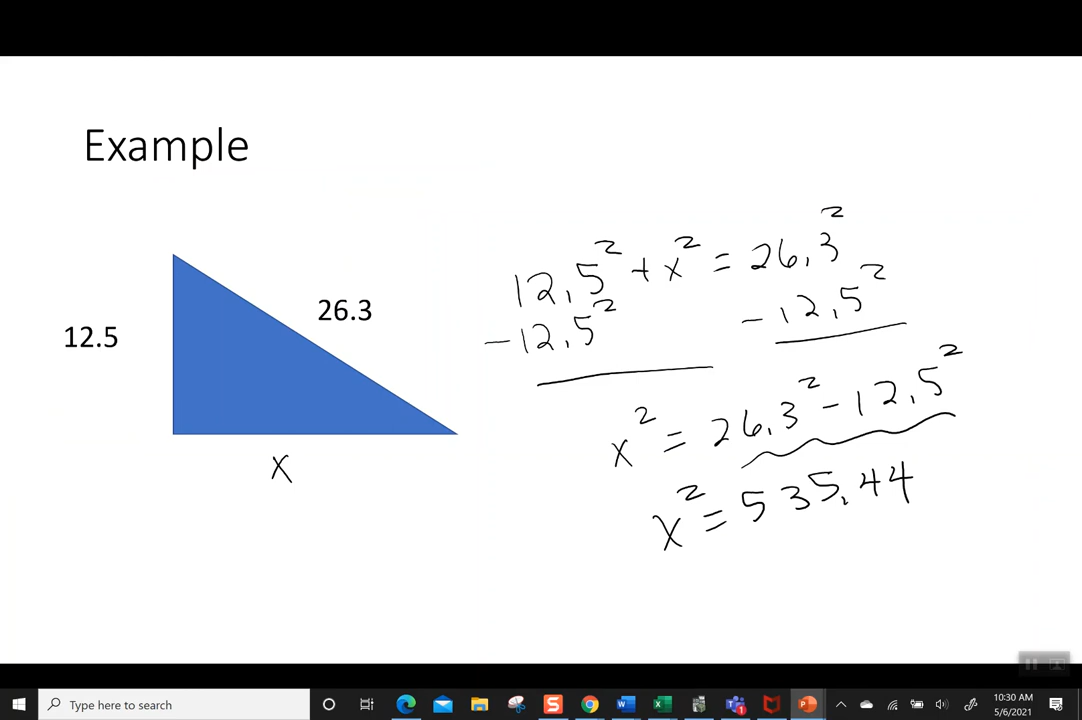 Example
12.5² + x² = 26.3²
-12.5² -12.5²
26.3
12.5
x² = 26.3² - 12.5²
x
x² = 535.44
Type here to search
10:30 AM
5/6/2021